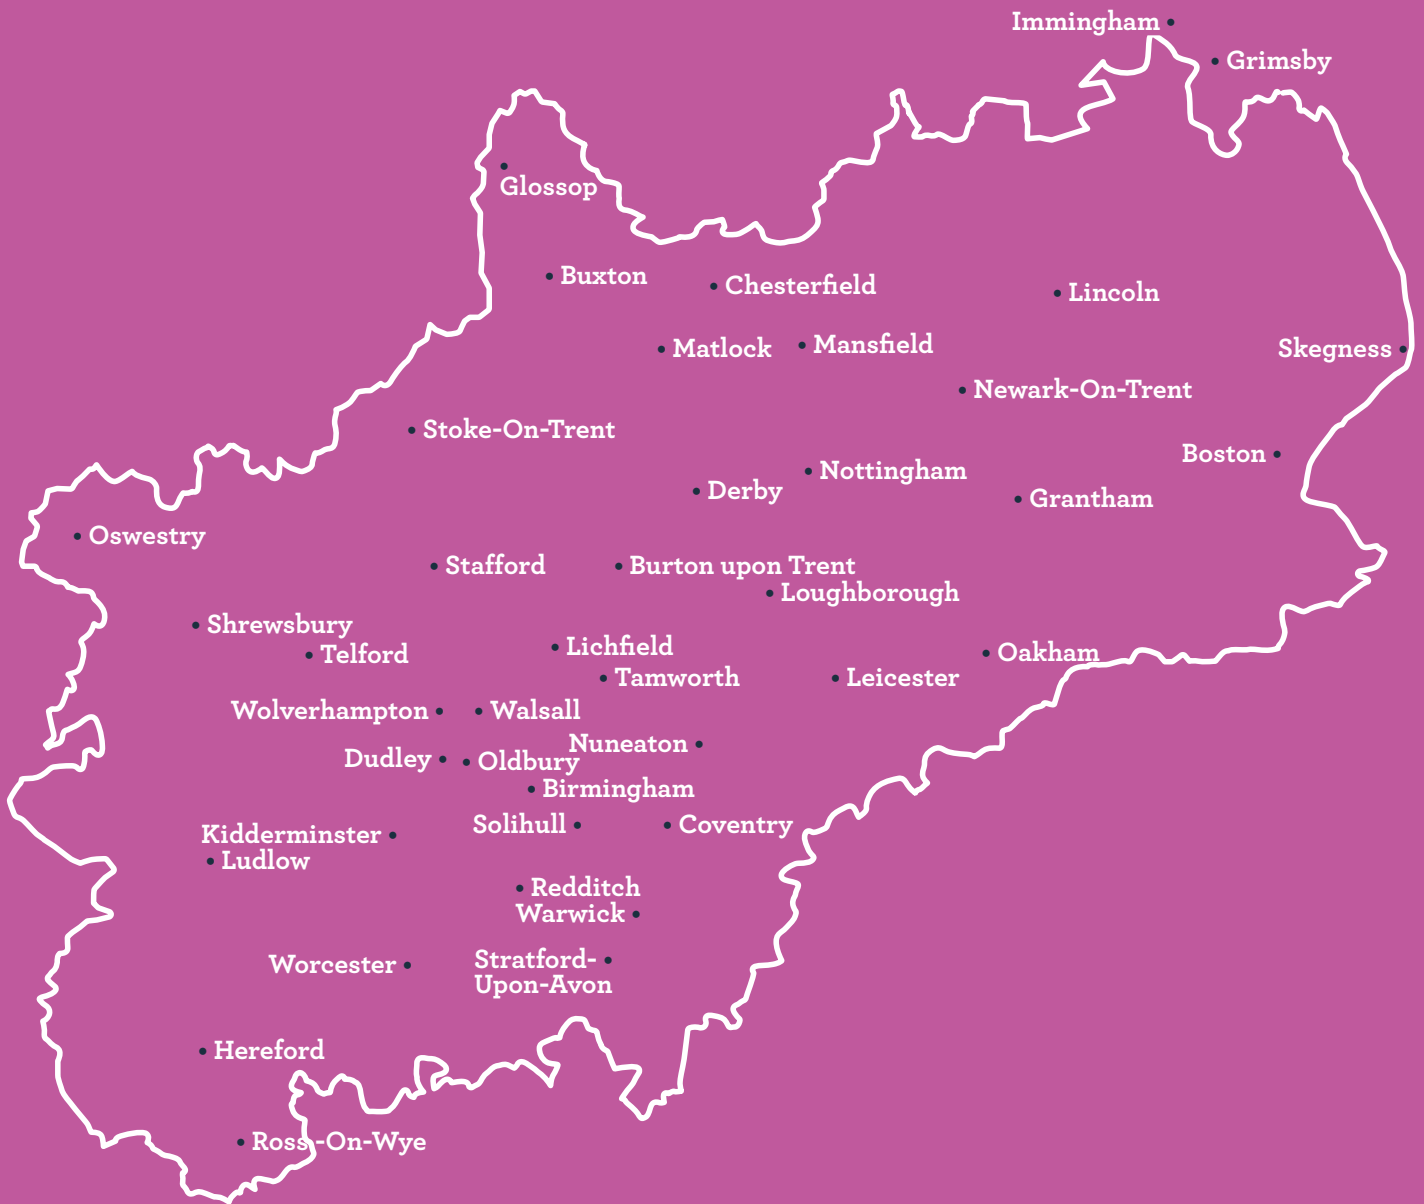 Immingham
Grimsby
Glossop
Buxton
Chesterfield
Lincoln
Matlock
Mansfield
Skegness
Newark-On-Trent
Stoke-On-Trent
Boston
Nottingham
Derby
Grantham
Oswestry
Stafford
Burton upon Trent
Loughborough
Shrewsbury
Telford
Lichfield
Oakham
Tamworth
Leicester
Wolverhampton
Walsall
Nuneaton
Dudley
Oldbury
Birmingham
Solihull
Coventry
Kidderminster
Ludlow
Redditch
Warwick
Worcester
Stratford-
Upon-Avon
Hereford
Ross-On-Wye